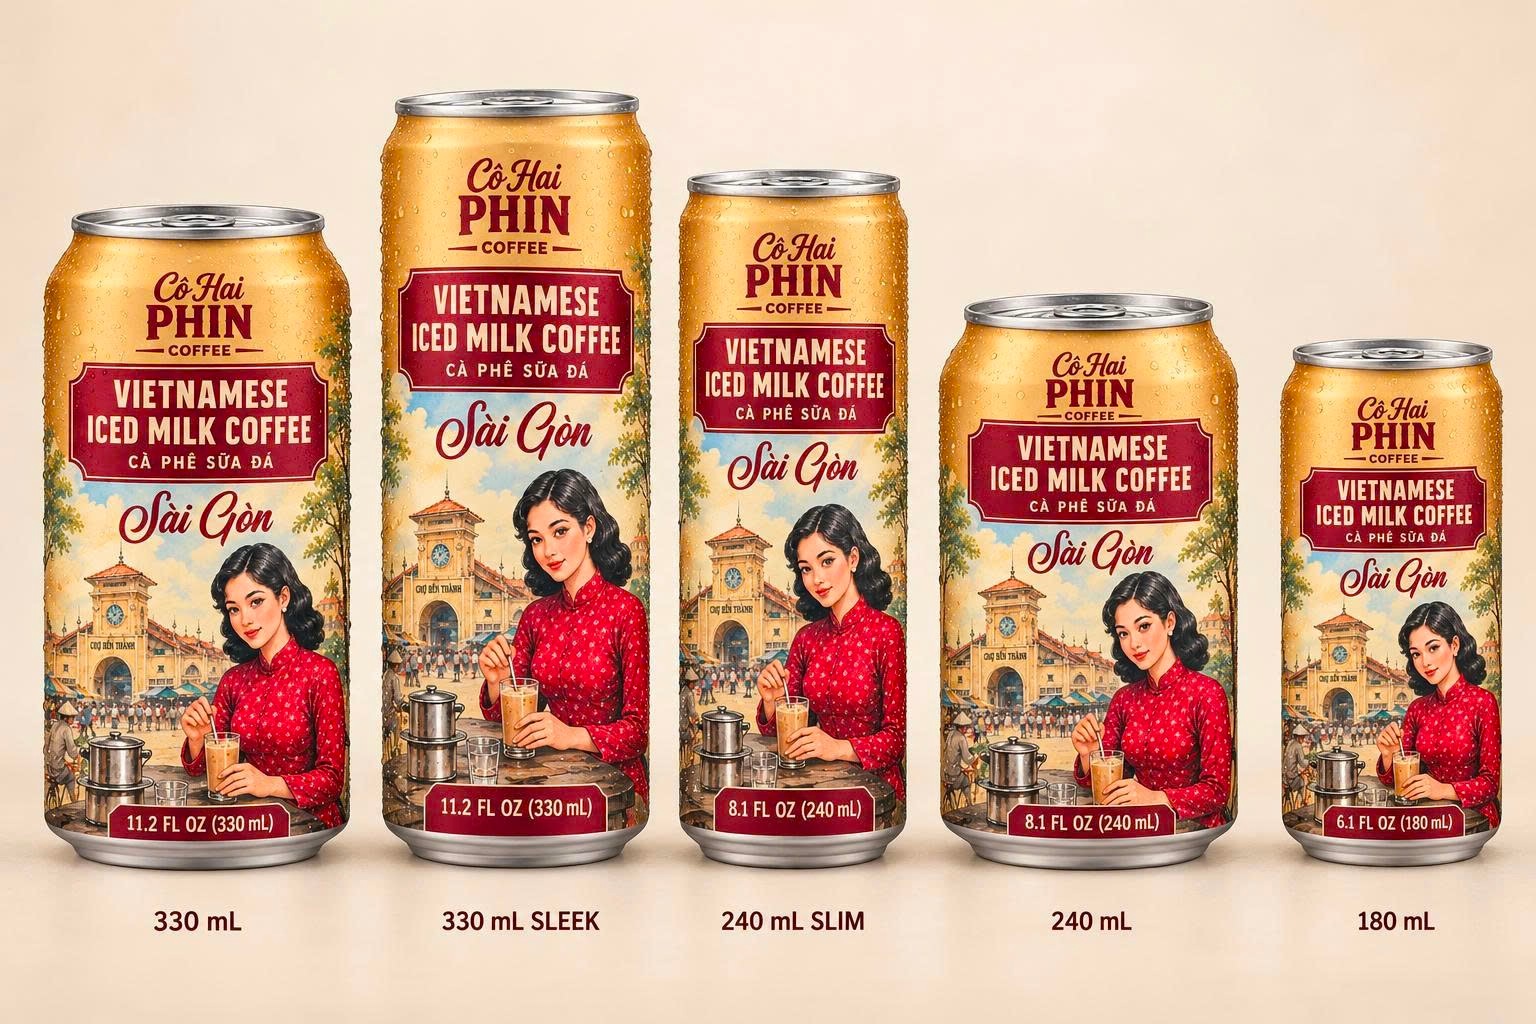 Cô Hai
PHIN
COFFEE
VIETNAMESE
ICED MILK COFFEE
CÀ PHÊ SỮA ĐÁ
Sài Gòn
CHỢ BẾN THÀNH
11.2 FL OZ (330 mL)
330 mL
Cô Hai
PHIN
COFFEE
VIETNAMESE
ICED MILK COFFEE
CÀ PHÊ SỮA ĐÁ
Sài Gòn
CHỢ BẾN THÀNH
11.2 FL OZ (330 mL)
330 mL SLEEK
Cô Hai
PHIN
COFFEE
VIETNAMESE
ICED MILK COFFEE
CÀ PHÊ SỮA ĐÁ
Sài Gòn
CHỢ BẾN THÀNH
8.1 FL OZ (240 mL)
240 mL SLIM
Cô Hai
PHIN
COFFEE
VIETNAMESE
ICED MILK COFFEE
CÀ PHÊ SỮA ĐÁ
Sài Gòn
CHỢ BẾN THÀNH
8.1 FL OZ (240 mL)
240 mL
Cô Hai
PHIN
COFFEE
VIETNAMESE
ICED MILK COFFEE
CÀ PHÊ SỮA ĐÁ
Sài Gòn
CHỢ BẾN THÀNH
6.1 FL OZ (180 mL)
180 mL